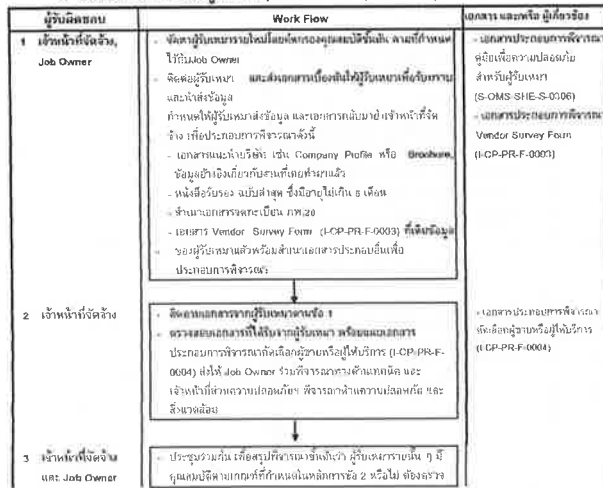 ผู้รับผิดชอบ
Work Flow
เอกสาร และหรือ ผู้เกี่ยวข้อง
1 เจ้าหน้าที่จัดจ้าง,
Job Owner
- จัดหาผู้รับเหมารายใหม่โดยคัดกรองคุณสมบัติขั้นต้น ตามที่กำหนด
ไว้กับJob Owner
- ติดต่อผู้รับเหมา และส่งเอกสารเบื้องต้นให้ผู้รับเหมาเพื่อรับทราบ
และนำส่งข้อมูล
กำหนดให้ผู้รับเหมาส่งข้อมูล และเอกสารกลับมายังเจ้าหน้าที่จัด
จ้าง เพื่อประกอบการพิจารณาดังนี้
- เอกสารแนะนำบริษัท เช่น Company Profile หรือ Brochure,
ข้อมูลอ้างอิงเกี่ยวกับงานที่เคยทำมาแล้ว
- หนังสือรับรอง ฉบับล่าสุด ซึ่งมีอายุไม่เกิน 6 เดือน
- สำเนาเอกสารจดทะเบียน ภพ.20
- เอกสาร Vendor Survey Form (I-CP-PR-F-0003) ที่เติมข้อมูล
- ของผู้รับเหมาแล้วพร้อมสำเนาเอกสารประกอบอื่นเพื่อ
ประกอบการพิจารณา
- เอกสารประกอบการพิจารณา
คู่มือเพื่อความปลอดภัย
สำหรับผู้รับเหมา
(S-OMS-SHE-S-0306)
- เอกสารประกอบการพิจารณา
Vendor Survey Form
(I-CP-PR-F-0003)
2 เจ้าหน้าที่จัดจ้าง
- ติดตามเอกสารจากผู้รับเหมาตามข้อ 1
- ตรวจสอบเอกสารที่ได้รับจากผู้รับเหมา พร้อมแนบเอกสาร
ประกอบการพิจารณาคัดเลือกผู้ขายหรือผู้ให้บริการ (I-CP-PR-F-
0004) ส่งให้ Job Owner ร่วมพิจารณาทางด้านเทคนิค และ
เจ้าหน้าที่ส่วนความปลอดภัยฯ พิจารณาด้านความปลอดภัย และ
สิ่งแวดล้อม
- เอกสารประกอบการพิจารณา
คัดเลือกผู้ขายหรือผู้ให้บริการ
(I-CP-PR-F-0004)
3 เจ้าหน้าที่จัดจ้าง
และ Job Owner
- ประชุมร่วมกัน เพื่อสรุปพิจารณาขั้นต้นว่า ผู้รับเหมารายนั้น ๆ มี
คุณสมบัติตามเกณฑ์ที่กำหนดในหลักการข้อ 2 หรือไม่ ต้องตรวจ